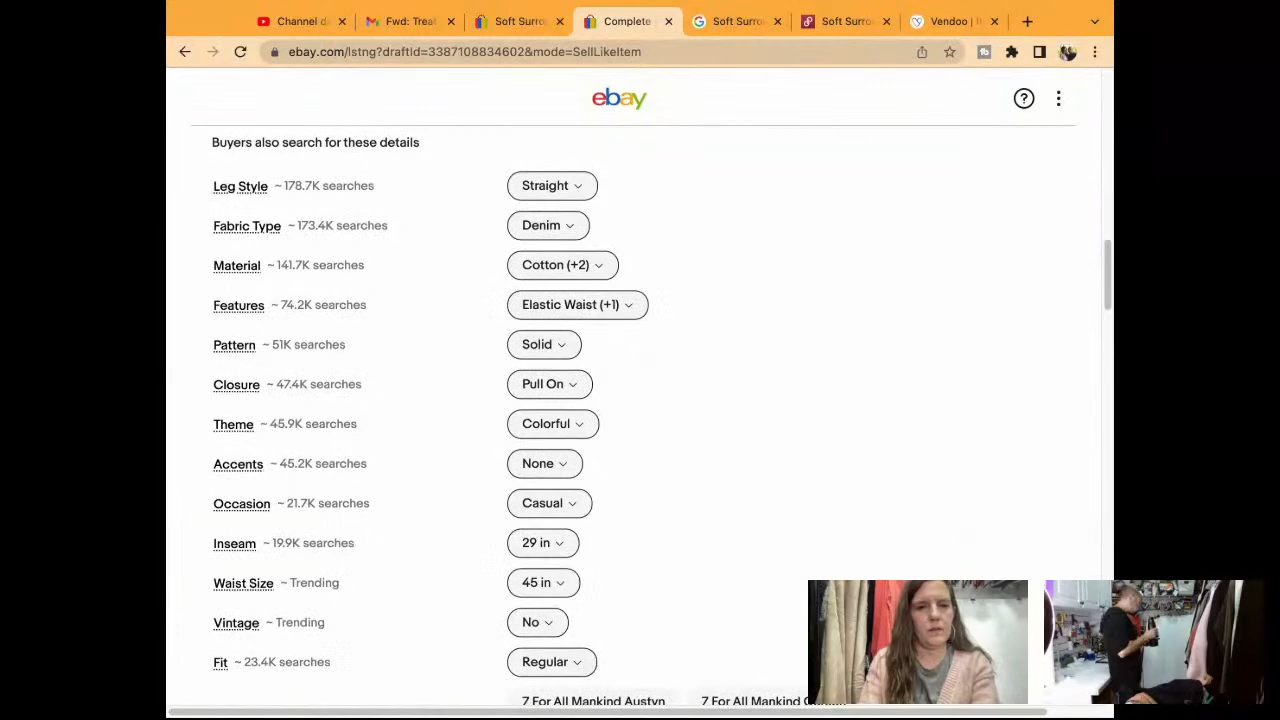 Channel da
Fwd: Treat
Soft Surro
Complete
Soft Surro
Soft Surro
Vendoo | I
ebay.com/lstng?draftId=3387108834602&mode=SellLikeItem
ebay
Buyers also search for these details
Leg Style ~ 178.7K searches Straight
Fabric Type ~ 173.4K searches Denim
Material ~ 141.7K searches Cotton (+2)
Features ~ 74.2K searches Elastic Waist (+1)
Pattern ~ 51K searches Solid
Closure ~ 47.4K searches Pull On
Theme ~ 45.9K searches Colorful
Accents ~ 45.2K searches None
Occasion ~ 21.7K searches Casual
Inseam ~ 19.9K searches 29 in
Waist Size ~ Trending 45 in
Vintage ~ Trending No
Fit ~ 23.4K searches Regular
7 For All Mankind Austyn 7 For All Mankind